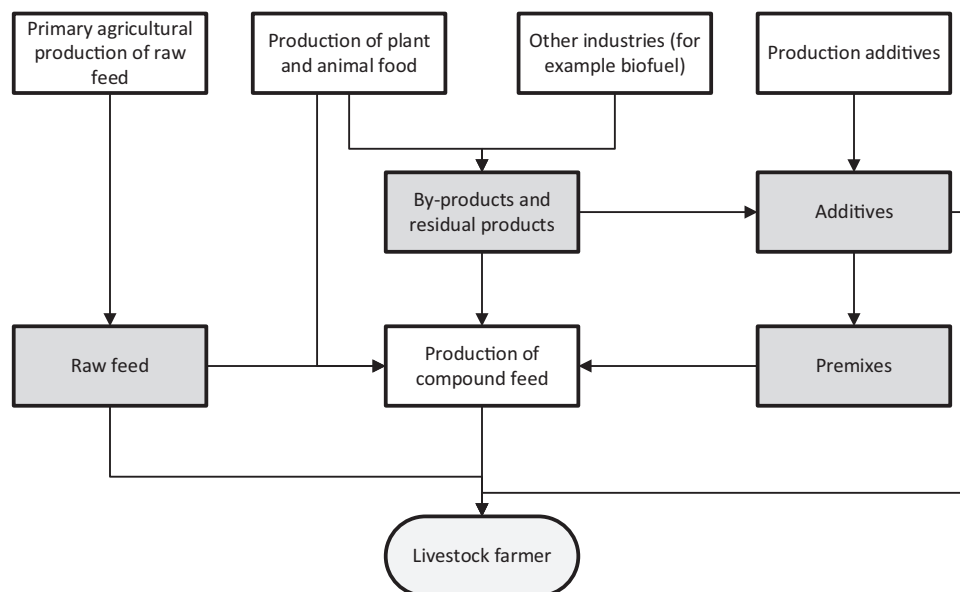 Primary agricultural
production of raw
feed
Production of plant
and animal food
Other industries (for
example biofuel)
Production additives
By-products and
residual products
Additives
Raw feed
Production of
compound feed
Premixes
Livestock farmer